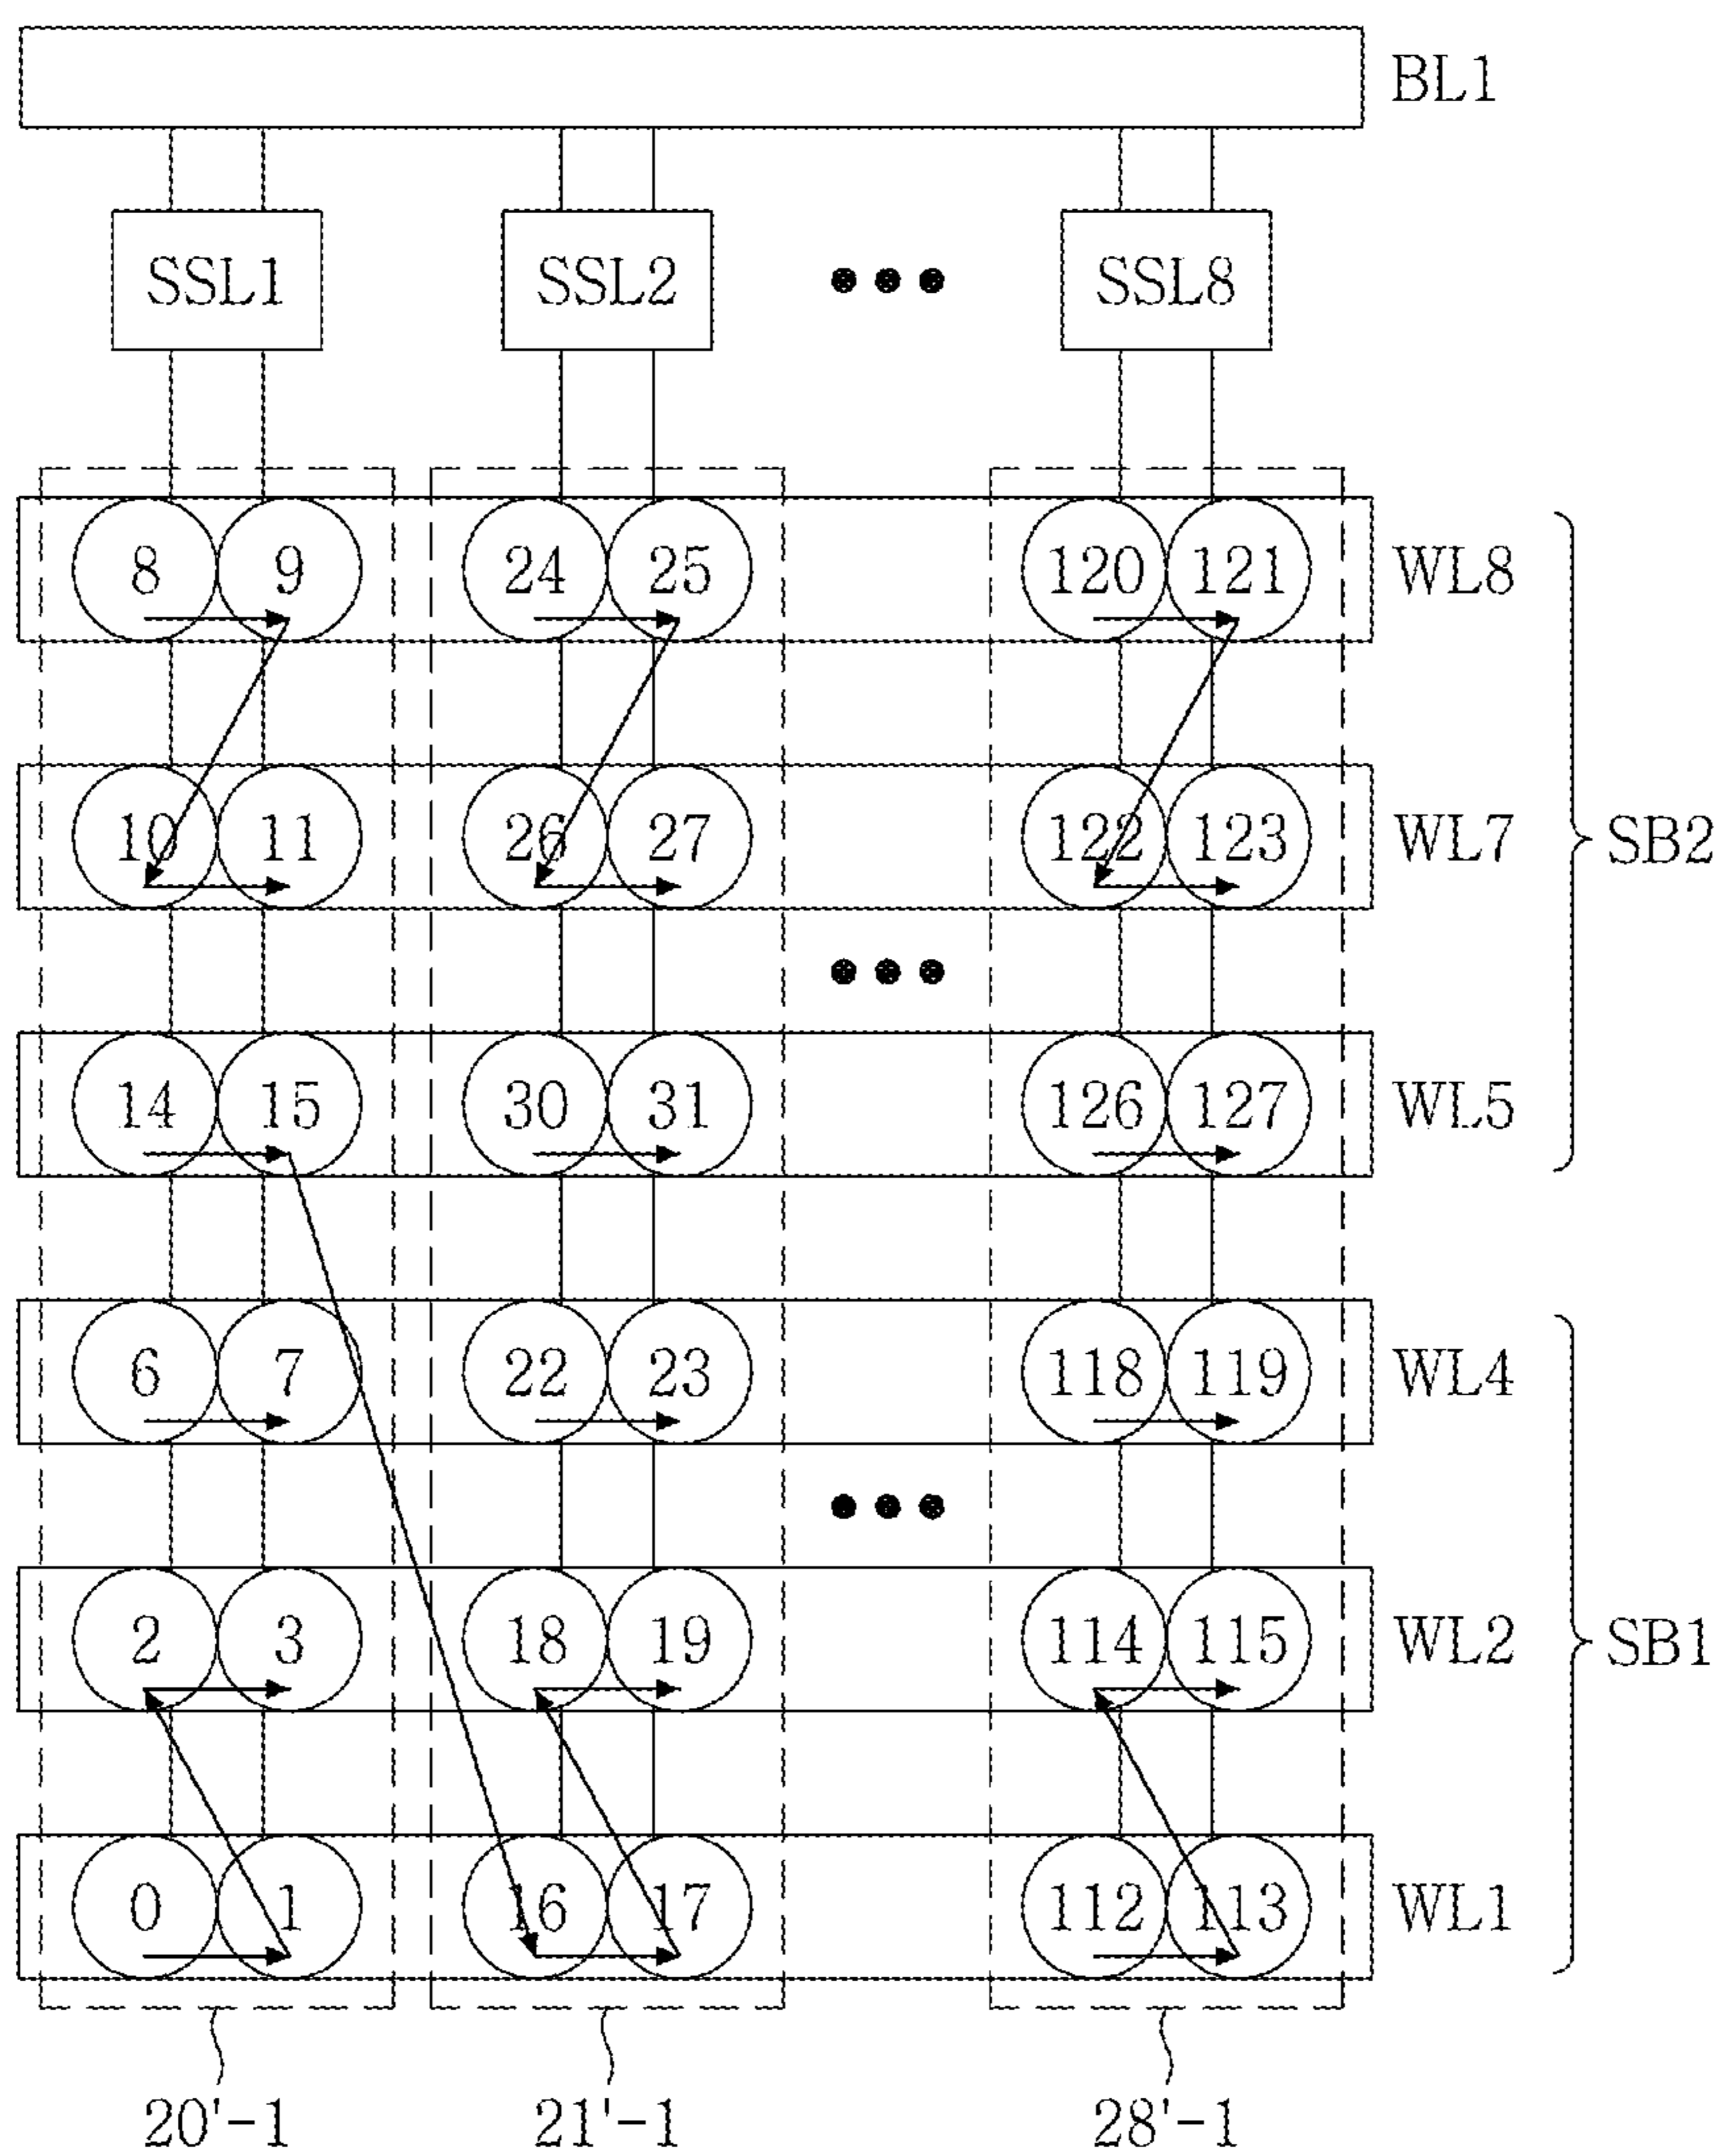 BL1
SSL1 SSL2 SSL8
8 9 24 25 120 121 WL8
10 11 26 27 122 123 WL7
SB2
14 15 30 31 126 127 WL5
6 7 22 23 118 119 WL4
2 3 18 19 114 115 WL2
SB1
0 1 16 17 112 113 WL1
20'-1 21'-1 28'-1